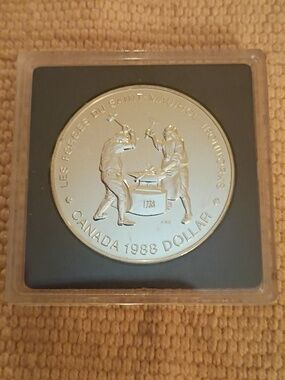 LES FORGES DU SAINT-MAURICE IRONWORKS
1738
CANADA 1988 DOLLAR